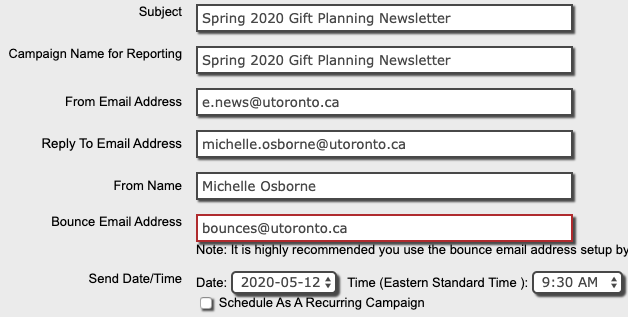 Subject Spring 2020 Gift Planning Newsletter
Campaign Name for Reporting Spring 2020 Gift Planning Newsletter
From Email Address e.news@utoronto.ca
Reply To Email Address michelle.osborne@utoronto.ca
From Name Michelle Osborne
Bounce Email Address bounces@utoronto.ca
Note: It is highly recommended you use the bounce email address setup by
Send Date/Time Date: 2020-05-12 Time (Eastern Standard Time ): 9:30 AM
Schedule As A Recurring Campaign